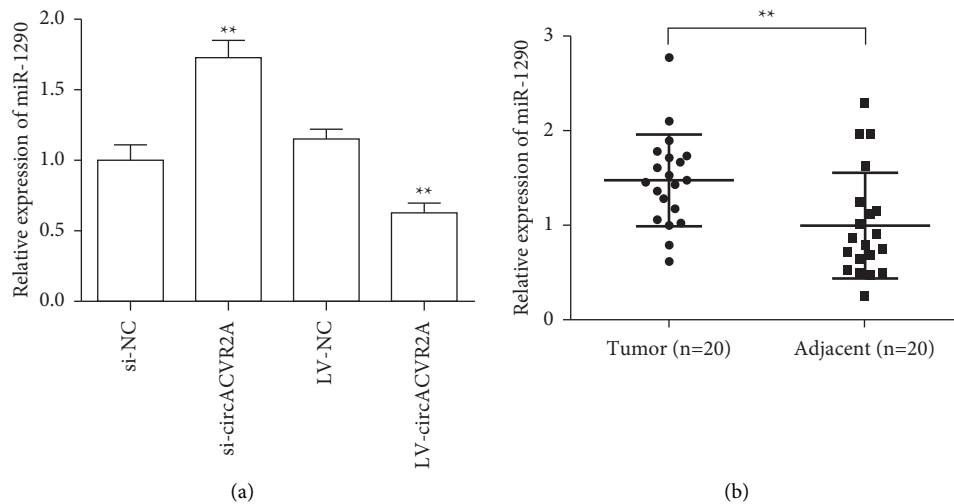 Relative expression of miR-1290
2.0
1.5
1.0
0.5
0.0
**
**
si-NC
si-circACVR2A
LV-NC
LV-circACVR2A
(a)
Relative expression of miR-1290
3
2
1
0
**
Tumor (n=20)
Adjacent (n=20)
(b)